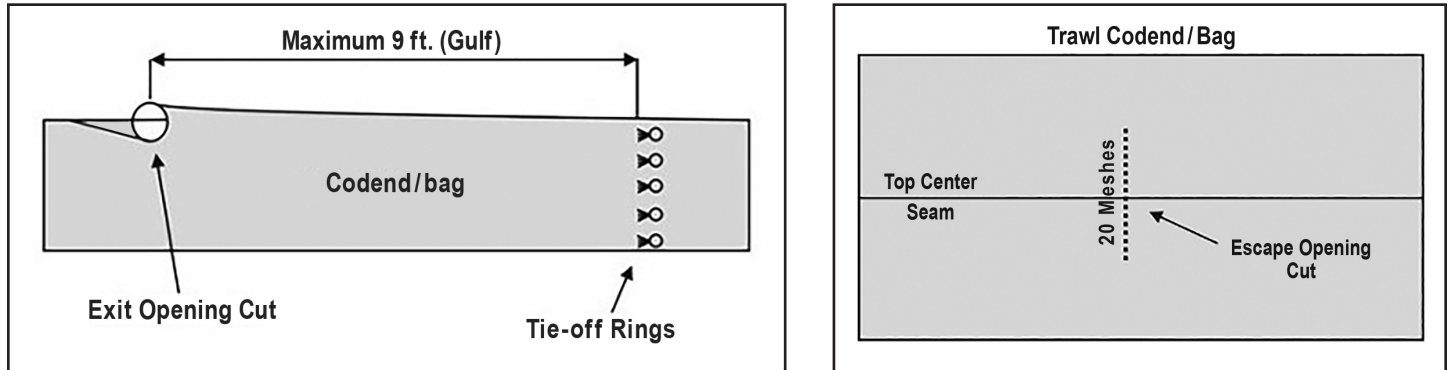 Maximum 9 ft. (Gulf)
Codend/bag
Exit Opening Cut
Tie-off Rings
Trawl Codend/Bag
Top Center
Seam
20 Meshes
Escape Opening
Cut